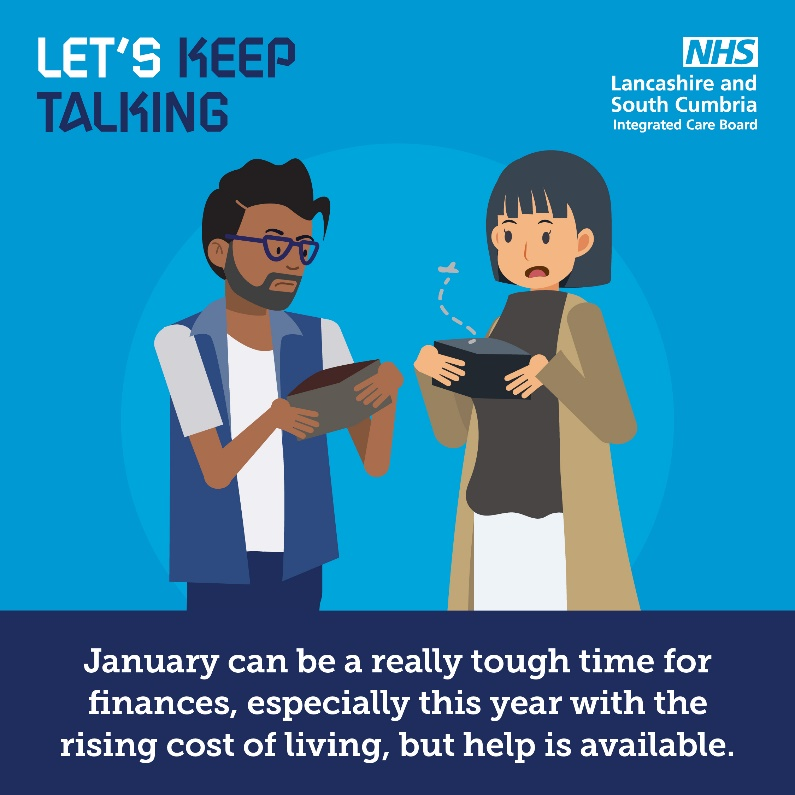 LET'S KEEP
TALKING
NHS
Lancashire and
South Cumbria
Integrated Care Board
January can be a really tough time for
finances, especially this year with the
rising cost of living, but help is available.